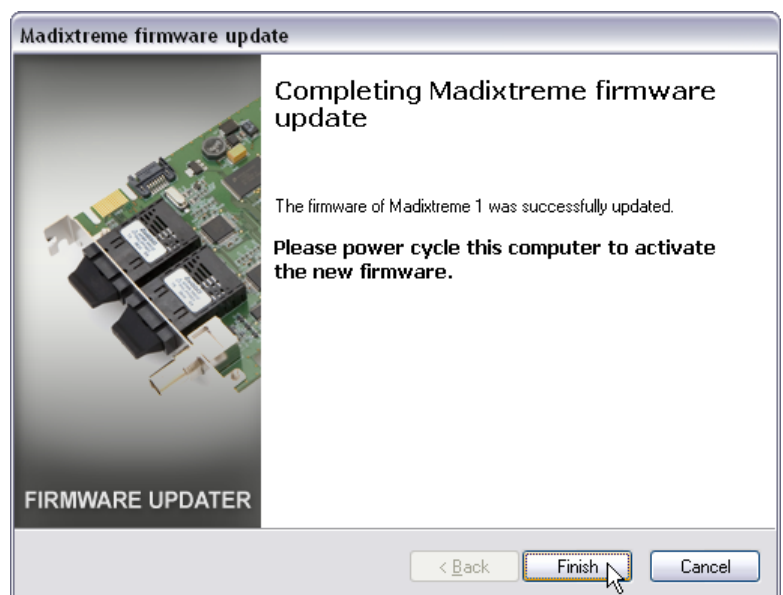 Madixtreme firmware update
Completing Madixtreme firmware
update
The firmware of Madixtreme 1 was successfully updated.
Please power cycle this computer to activate
the new firmware.
FIRMWARE UPDATER
< Back
Finish
Cancel